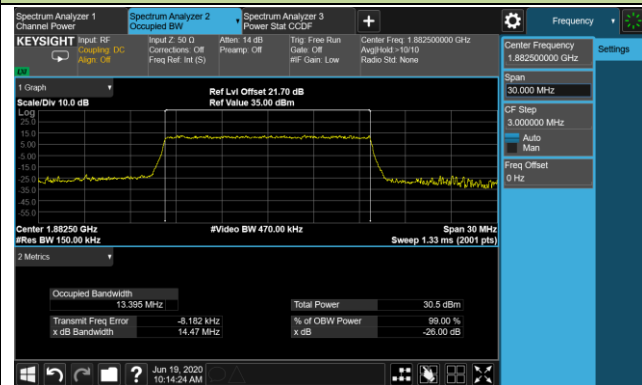 Spectrum Analyzer 1
Channel Power
Spectrum Analyzer 2
Occupied BW
Spectrum Analyzer 3
Power Stat CCDF
Frequency
KEYSIGHT
Input: RF
Coupling: DC
Align: Off
Input Z: 50 Ω
Corrections: Off
Freq Ref: Int (S)
Atten: 14 dB
Preamp: Off
Trig: Free Run
Gate: Off
#IF Gain: Low
Center Freq: 1.882500000 GHz
Avg|Hold:>10/10
Radio Std: None
Center Frequency
1.882500000 GHz
Settings
Span
30.000 MHz
CF Step
3.000000 MHz
Auto
Man
Freq Offset
0 Hz
1 Graph
Scale/Div 10.0 dB
Ref Lvl Offset 21.70 dB
Ref Value 35.00 dBm
Log
25.0
15.0
5.00
-5.00
-15.0
-25.0
-35.0
-45.0
-55.0
Center 1.88250 GHz
#Res BW 150.00 kHz
#Video BW 470.00 kHz
Span 30 MHz
Sweep 1.33 ms (2001 pts)
2 Metrics
Occupied Bandwidth
13.395 MHz
Total Power 30.5 dBm
Transmit Freq Error -8.182 kHz
% of OBW Power 99.00 %
x dB Bandwidth 14.47 MHz
x dB -26.00 dB
Jun 19, 2020
10:14:24 AM